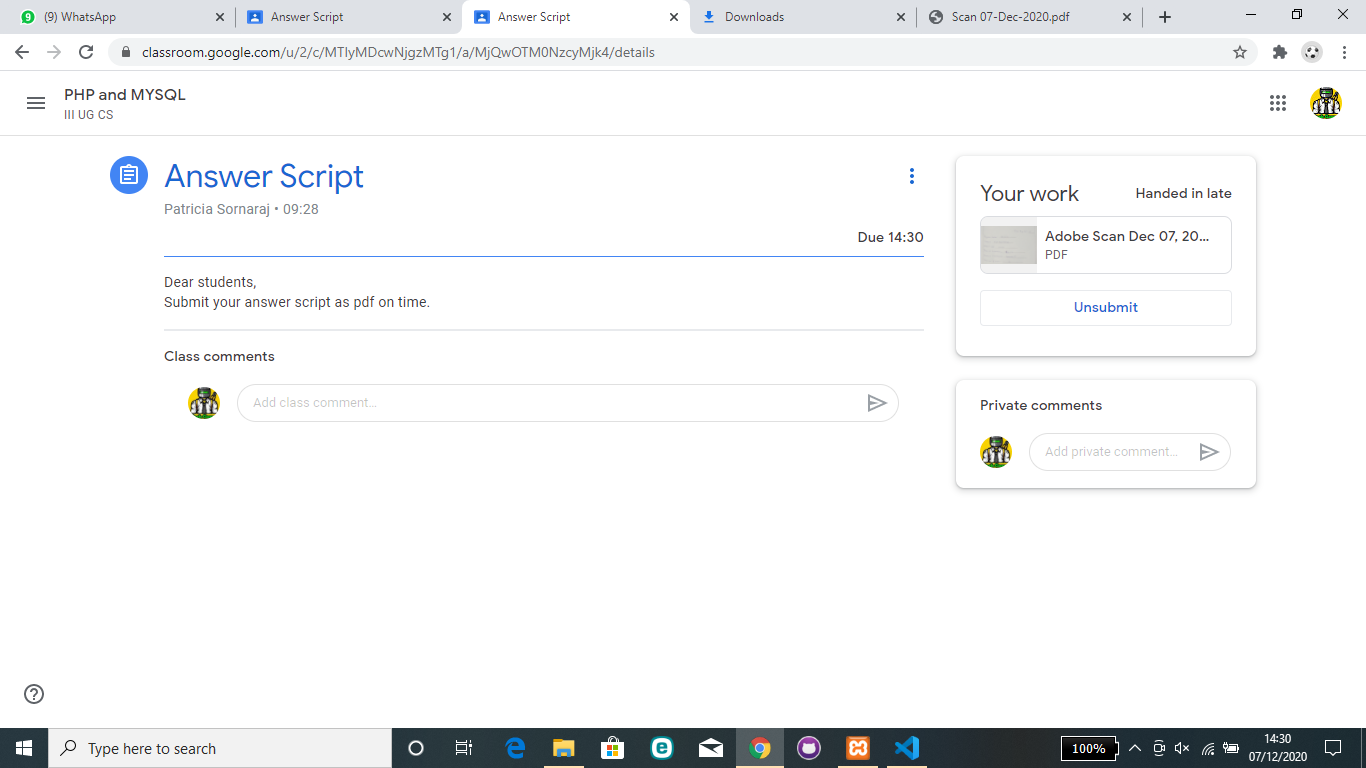 (9) WhatsApp
Answer Script
Answer Script
Downloads
Scan 07-Dec-2020.pdf
classroom.google.com/u/2/c/MTIyMDcwNjgzMTg1/a/MjQwOTM0NzcyMjk4/details
PHP and MYSQL
III UG CS
Answer Script
Patricia Sornaraj • 09:28
Due 14:30
Dear students,
Submit your answer script as pdf on time.
Class comments
Add class comment...
Your work
Handed in late
Adobe Scan Dec 07, 20...
PDF
Unsubmit
Private comments
Add private comment...
Type here to search
100%
14:30
07/12/2020